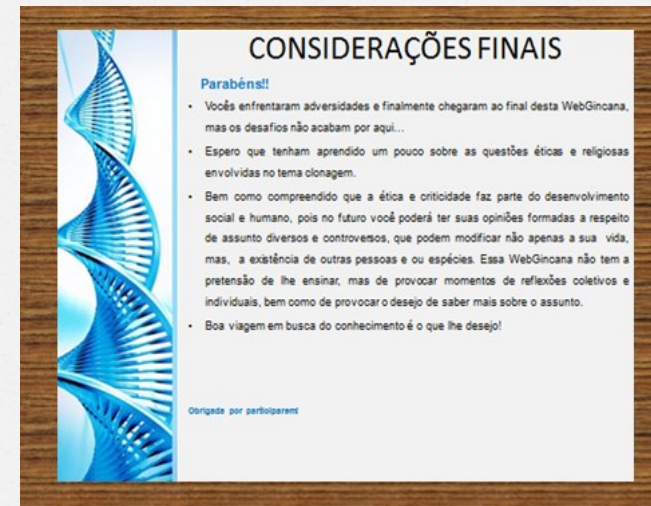 CONSIDERAÇÕES FINAIS
Parabéns!!
• Vocês enfrentaram adversidades e finalmente chegaram ao final desta WebGincana,
mas os desafios não acabam por aqui...
• Espero que tenham aprendido um pouco sobre as questões éticas e religiosas
envolvidas no tema clonagem.
• Bem como compreendido que a ética e criticidade faz parte do desenvolvimento
social e humano, pois no futuro você poderá ter suas opiniões formadas a respeito
de assunto diversos e controversos, que podem modificar não apenas a sua vida,
mas, a existência de outras pessoas e ou espécies. Essa WebGincana não tem a
pretensão de lhe ensinar, mas de provocar momentos de reflexões coletivos e
individuais, bem como de provocar o desejo de saber mais sobre o assunto.
• Boa viagem em busca do conhecimento é o que lhe desejo!
Obrigada por participarem!